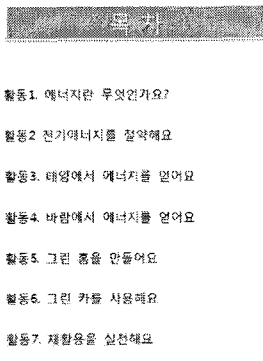 목 차
활동1. 에너지란 무엇인가요?
활동2 전기에너지를 절약해요
활동3. 태양에서 에너지를 얻어요
활동4. 바람에서 에너지를 얻어요
활동5. 그린 홈을 만들어요
활동6. 그린 카를 사용해요
활동7. 재활용을 실천해요